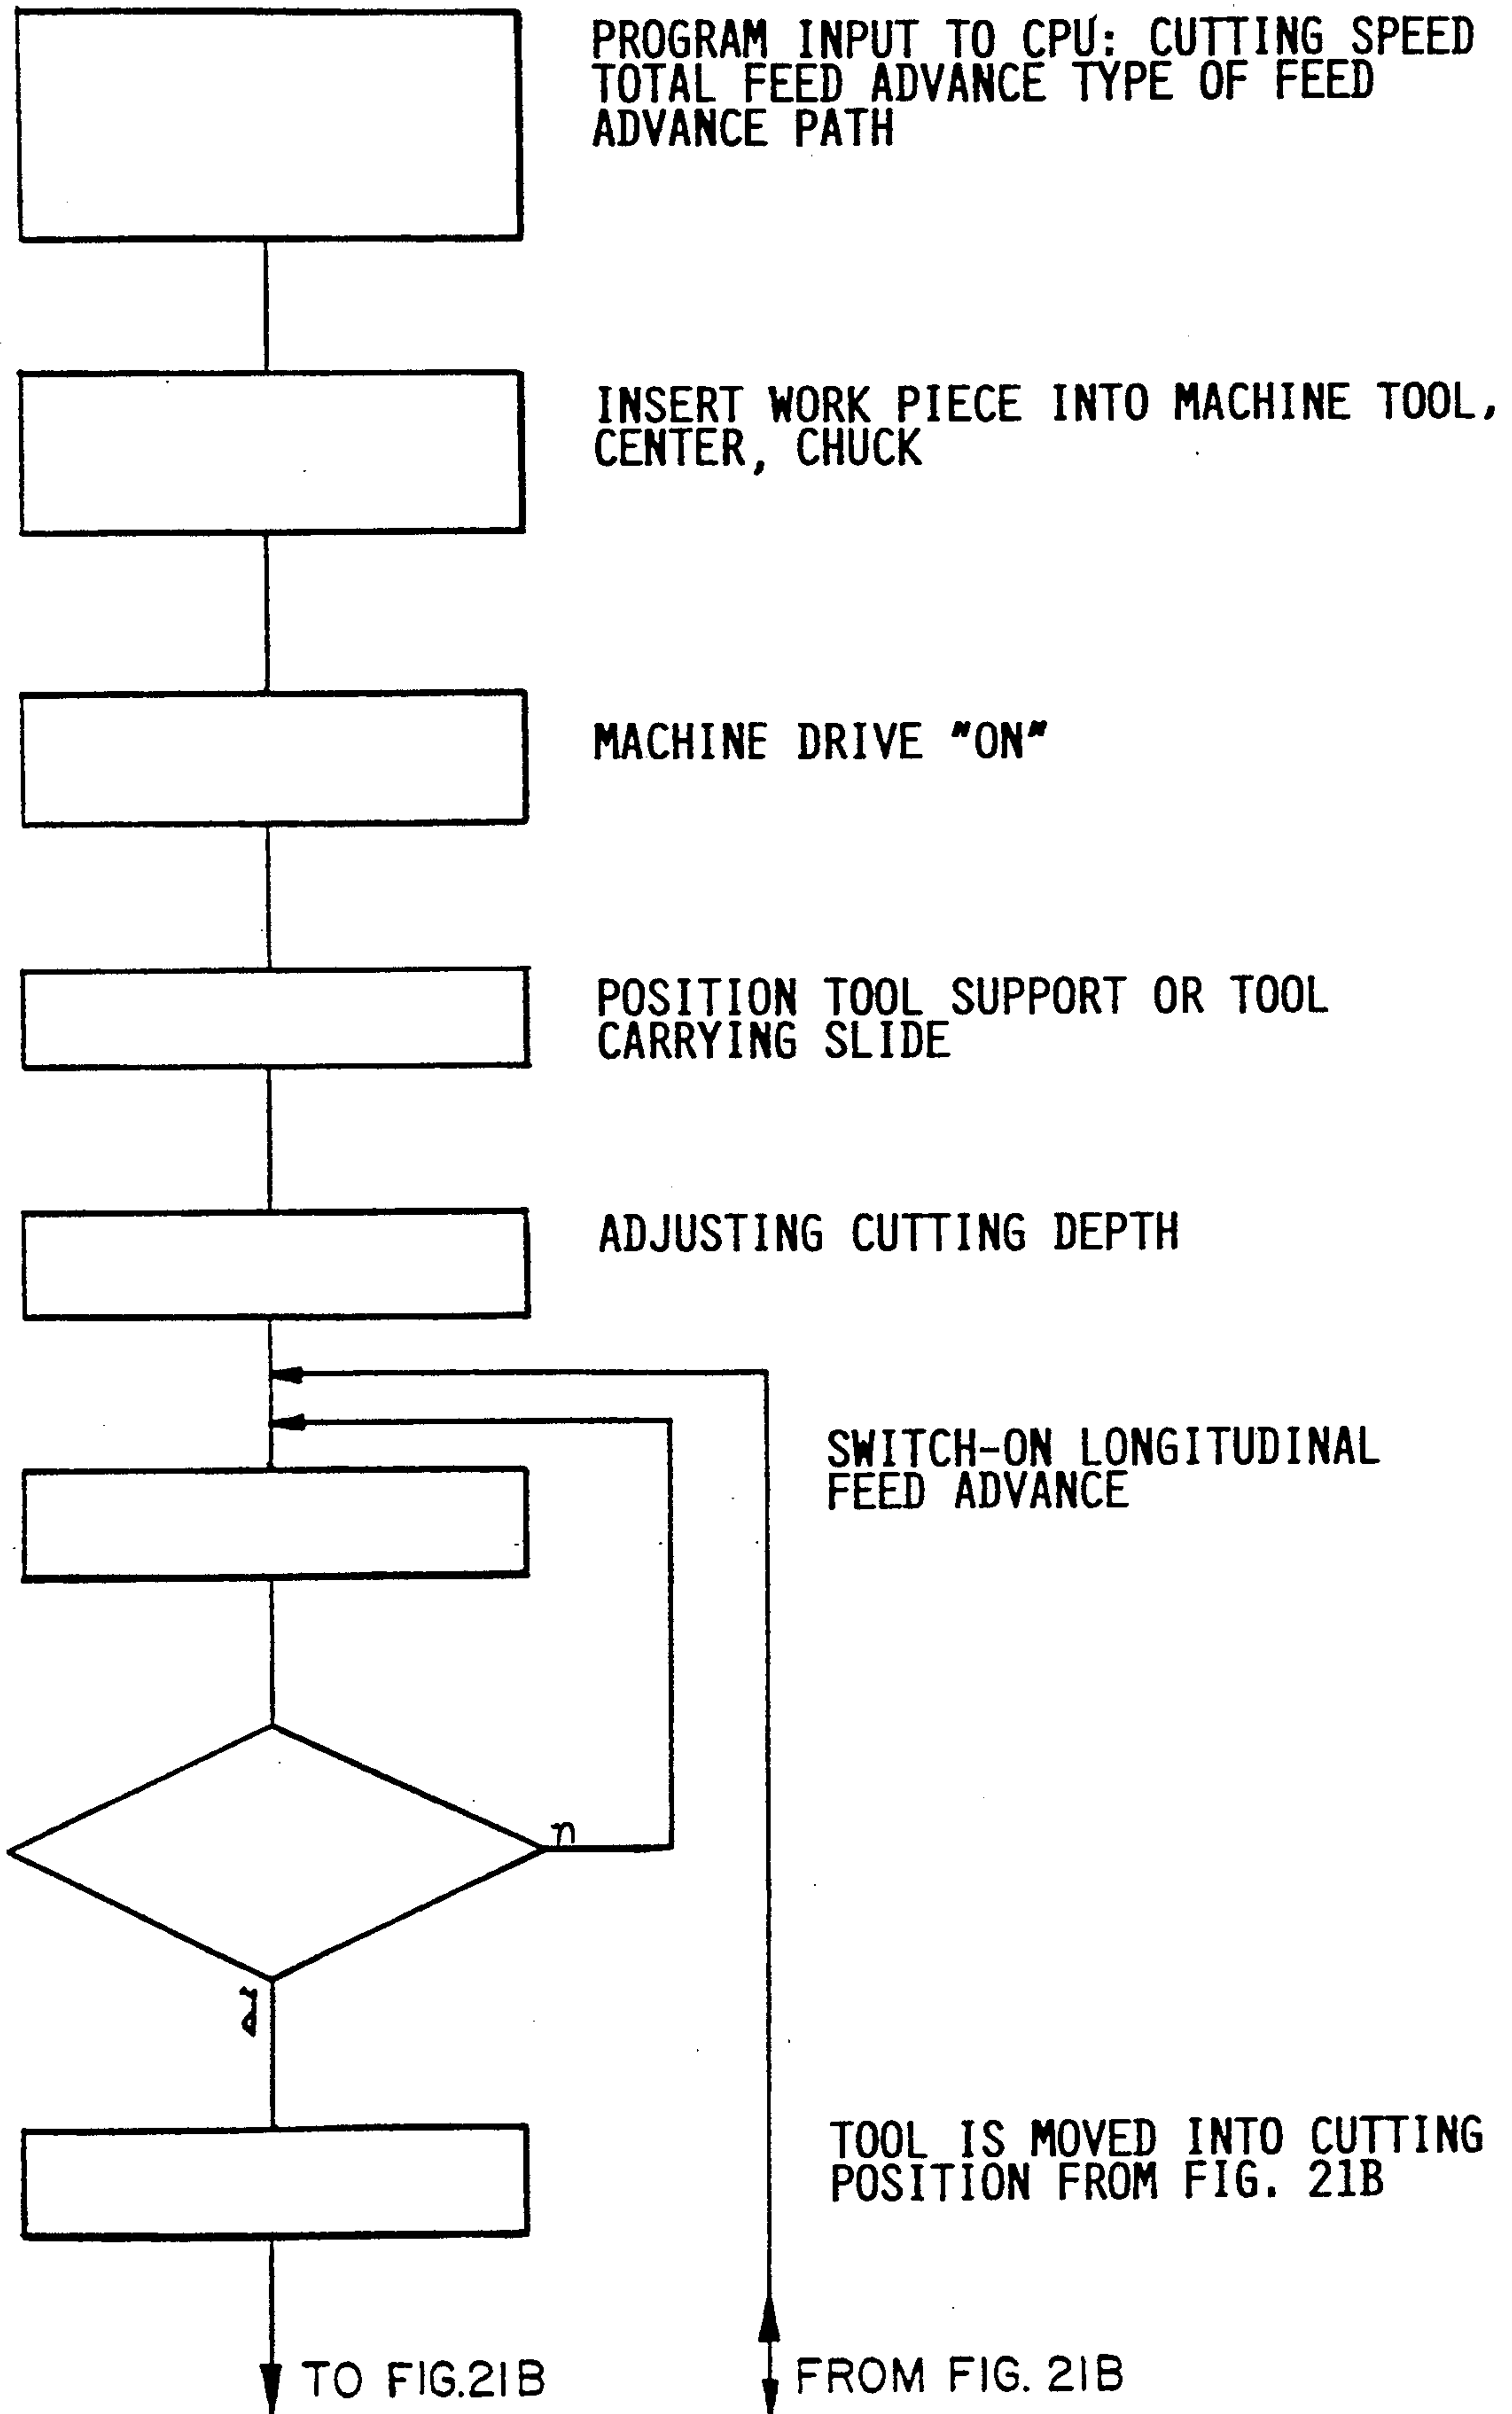 PROGRAM INPUT TO CPU: CUTTING SPEED
TOTAL FEED ADVANCE TYPE OF FEED
ADVANCE PATH
INSERT WORK PIECE INTO MACHINE TOOL,
CENTER, CHUCK
MACHINE DRIVE "ON"
POSITION TOOL SUPPORT OR TOOL
CARRYING SLIDE
ADJUSTING CUTTING DEPTH
SWITCH-ON LONGITUDINAL
FEED ADVANCE
n
TOOL IS MOVED INTO CUTTING
POSITION FROM FIG. 21B
TO FIG.21B
FROM FIG. 21B